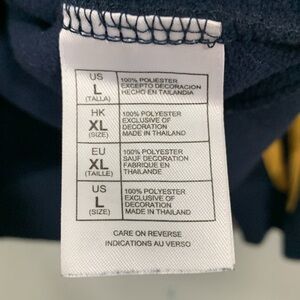 US
L
(TALLA)
100% POLYESTER
EXCEPTO DECORACION
HECHO EN TAILANDIA
HK
XL
(SIZE)
100% POLYESTER
EXCLUSIVE OF
DECORATION
MADE IN THAILAND
EU
XL
(TAILLE)
100% POLYESTER
SAUF DECORATION
FABRIQUE EN
THAILANDE
US
L
(SIZE)
100% POLYESTER
EXCLUSIVE OF
DECORATION
MADE IN THAILAND
CARE ON REVERSE
INDICATIONS AU VERSO